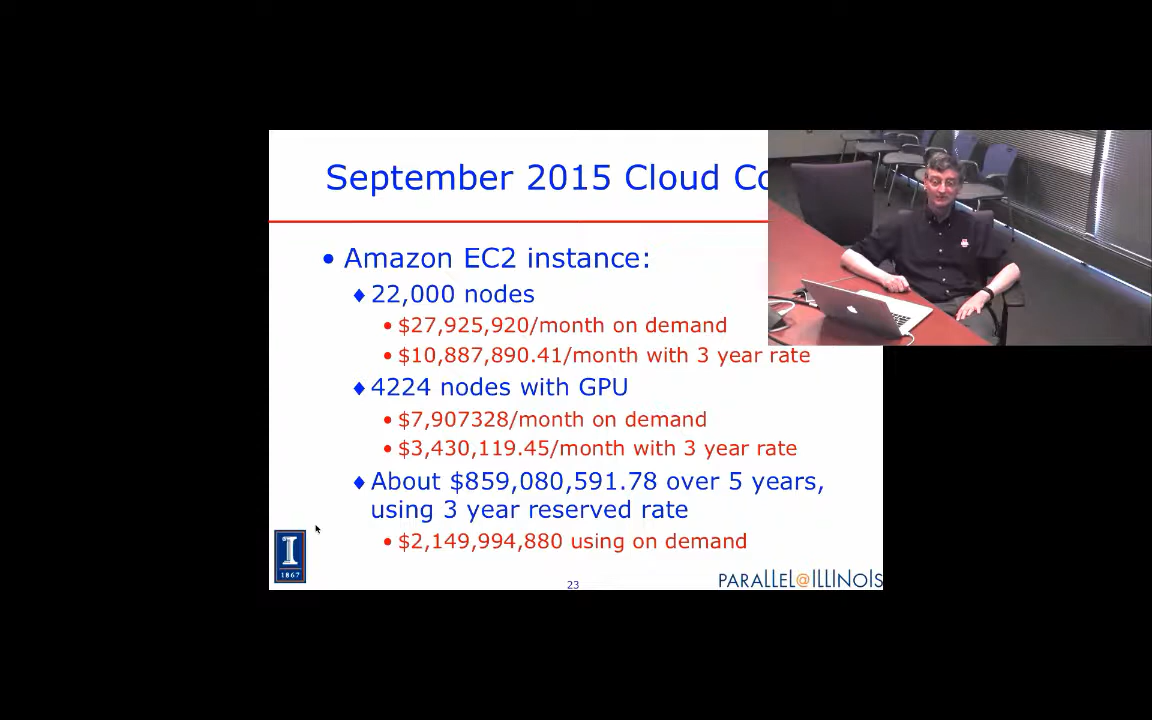 September 2015 Cloud Co
• Amazon EC2 instance:
♦ 22,000 nodes
• $27,925,920/month on demand
• $10,887,890.41/month with 3 year rate
♦ 4224 nodes with GPU
• $7,907328/month on demand
• $3,430,119.45/month with 3 year rate
♦ About $859,080,591.78 over 5 years,
using 3 year reserved rate
• $2,149,994,880 using on demand
I
1867
23
PARALLEL@ILLINOIS